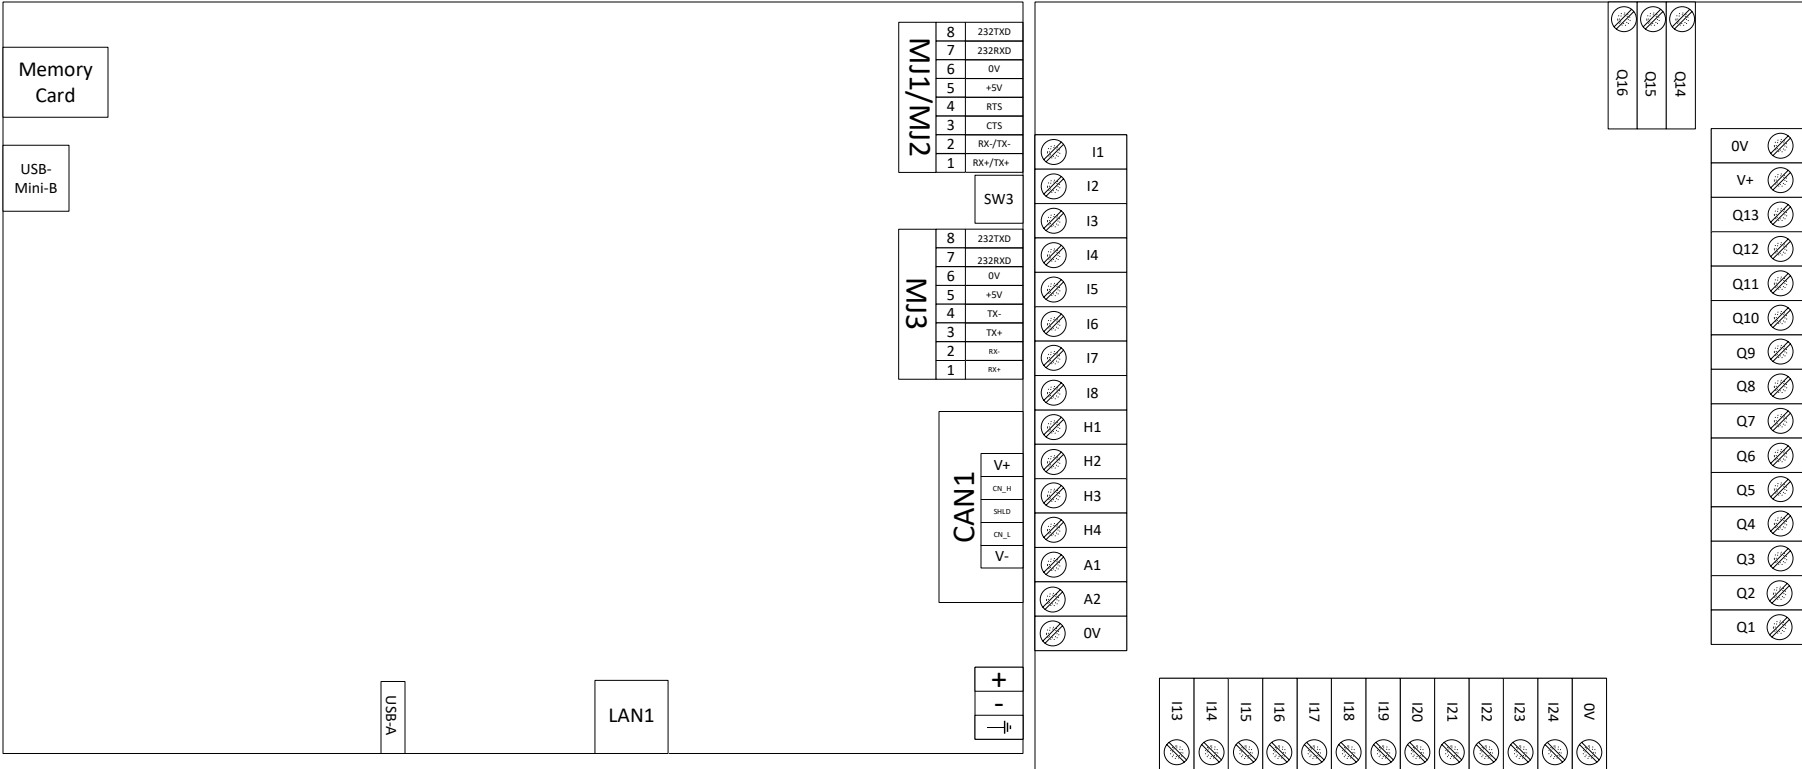 Memory
Card
USB-
Mini-B
MJ1/MJ2
8 232TXD
7 232RXD
6 0V
5 +5V
4 RTS
3 CTS
2 RX-/TX-
1 RX+/TX+
SW3
MJ3
8 232TXD
7 232RXD
6 0V
5 +5V
4 TX-
3 TX+
2 RX-
1 RX+
CAN1
V+
CN_H
SHLD
CN_L
V-
+
-
USB-A
LAN1
I1
I2
I3
I4
I5
I6
I7
I8
H1
H2
H3
H4
A1
A2
0V
Q16
Q15
Q14
0V
V+
Q13
Q12
Q11
Q10
Q9
Q8
Q7
Q6
Q5
Q4
Q3
Q2
Q1
I13
I14
I15
I16
I17
I18
I19
I20
I21
I22
I23
I24
0V